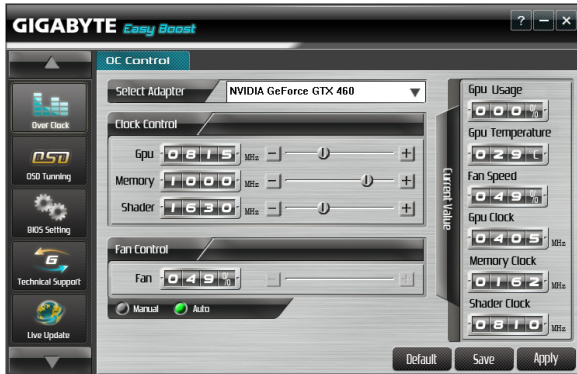 GIGABYTE Easy Boost
? – ×
OC Control
Select Adapter NVIDIA GeForce GTX 460
Clock Control
Gpu 0815 MHz − +
Memory 1000 MHz − +
Shader 1630 MHz − +
Fan Control
Fan 049% − +
Manual Auto
Over Clock
OSD Tunning
BIOS Setting
6
Technical Support
Live Update
Current Value
Gpu Usage
000%
Gpu Temperature
029℃
Fan Speed
049%
Gpu Clock
0405 MHz
Memory Clock
0162 MHz
Shader Clock
0810 MHz
Default Save Apply